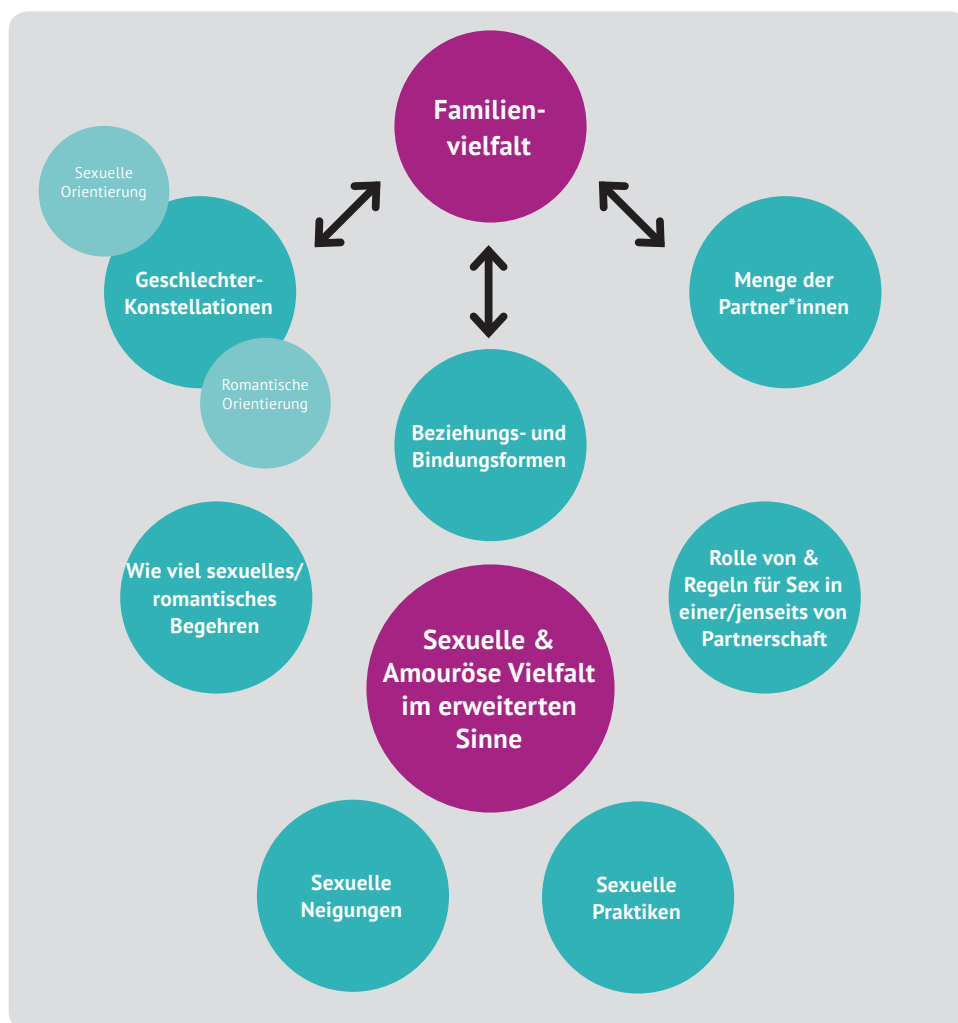 Familien-
vielfalt
Sexuelle
Orientierung
Geschlechter-
Konstellationen
Menge der
Partner*innen
Romantische
Orientierung
Beziehungs- und
Bindungsformen
Wie viel sexuelles/
romantisches
Begehren
Rolle von &
Regeln für Sex in
einer/jenseits von
Partnerschaft
Sexuelle &
Amouröse Vielfalt
im erweiterten
Sinne
Sexuelle
Neigungen
Sexuelle
Praktiken